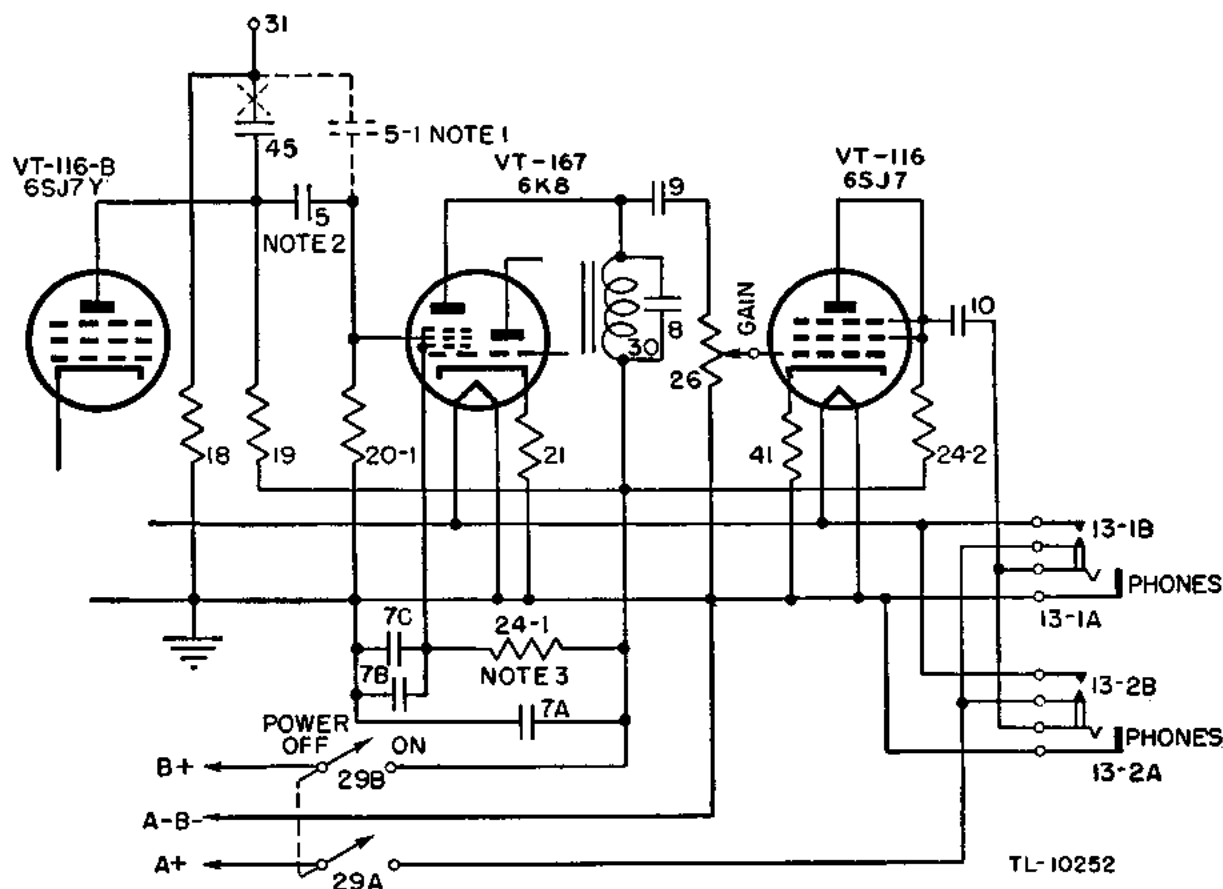 31
45
5-1 NOTE 1
VT-116-B
6SJ7Y
5
NOTE 2
VT-167
6K8
9
VT-116
6SJ7
8
30
26
GAIN
10
18
19
20-1
21
41
24-2
13-1B
PHONES
13-1A
7C
24-1
NOTE 3
7B
7A
13-2B
PHONES
13-2A
POWER
OFF
ON
B+
29B
A-B-
A+
29A
TL-10252